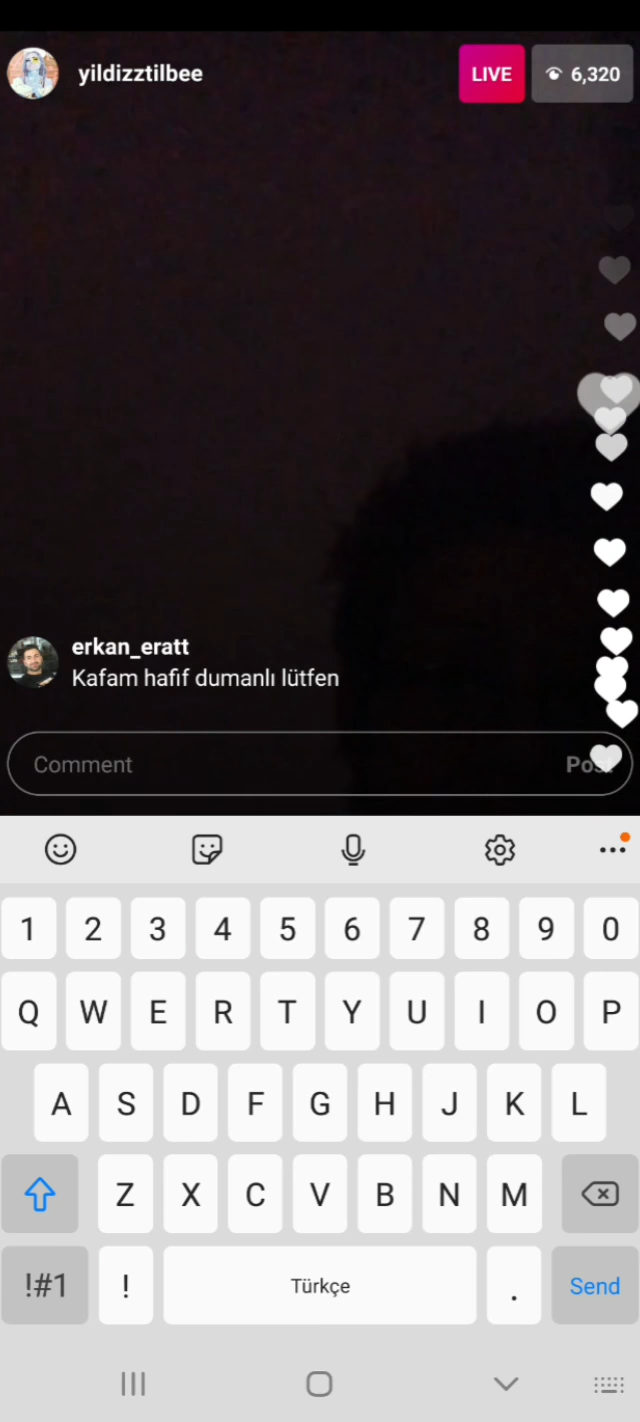 yildizztilbee
LIVE
6,320
erkan_eratt
Kafam hafif dumanlı lütfen
Comment
Post
1 2 3 4 5 6 7 8 9 0
Q W E R T Y U I O P
A S D F G H J K L
Z X C V B N M
!#1 ! Türkçe . Send